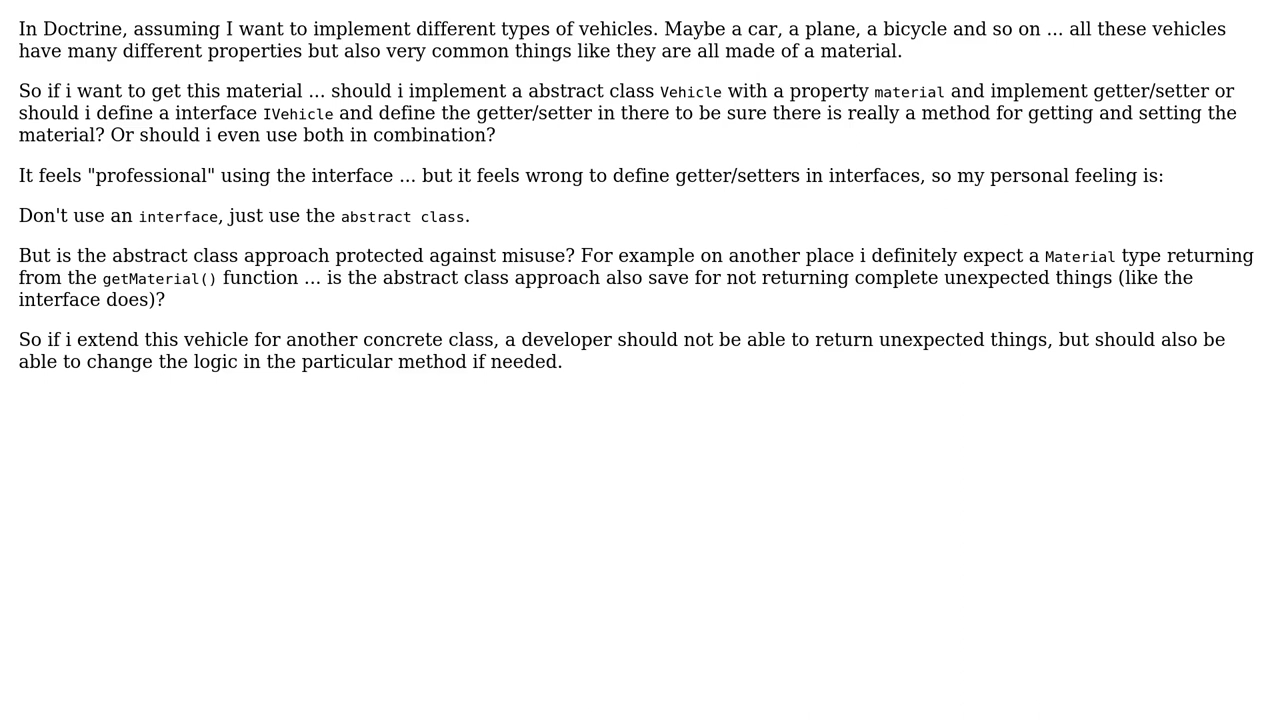 In Doctrine, assuming I want to implement different types of vehicles. Maybe a car, a plane, a bicycle and so on ... all these vehicles
have many different properties but also very common things like they are all made of a material.
So if i want to get this material ... should i implement a abstract class Vehicle with a property material and implement getter/setter or
should i define a interface IVehicle and define the getter/setter in there to be sure there is really a method for getting and setting the
material? Or should i even use both in combination?
It feels "professional" using the interface ... but it feels wrong to define getter/setters in interfaces, so my personal feeling is:
Don't use an interface, just use the abstract class.
But is the abstract class approach protected against misuse? For example on another place i definitely expect a Material type returning
from the getMaterial() function ... is the abstract class approach also save for not returning complete unexpected things (like the
interface does)?
So if i extend this vehicle for another concrete class, a developer should not be able to return unexpected things, but should also be
able to change the logic in the particular method if needed.